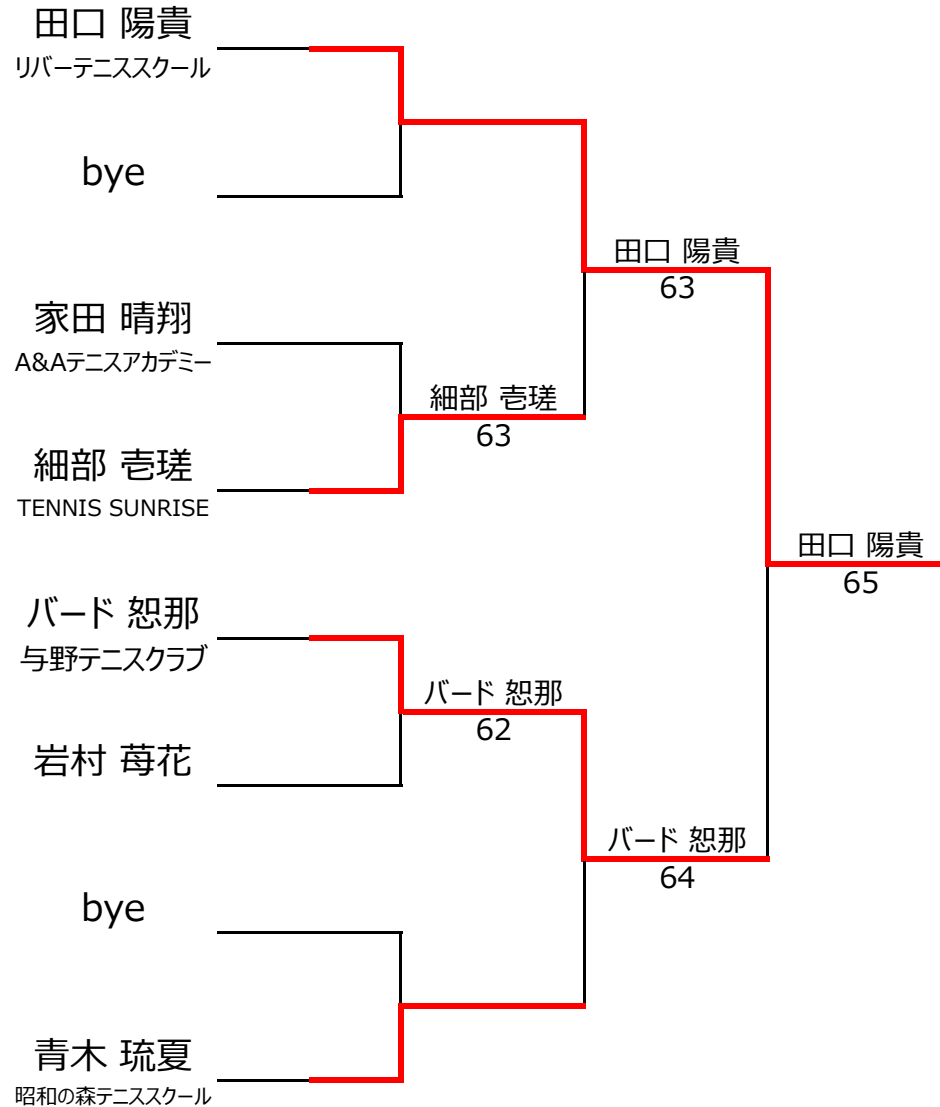 田口 陽貴
リバーテニススクール
bye
家田 晴翔
A&Aテニスアカデミー
細部 壱瑳
TENNIS SUNRISE
バード 恕那
与野テニスクラブ
岩村 苺花
bye
青木 琉夏
昭和の森テニススクール
細部 壱瑳
63
バード 恕那
62
田口 陽貴
63
バード 恕那
64
田口 陽貴
65